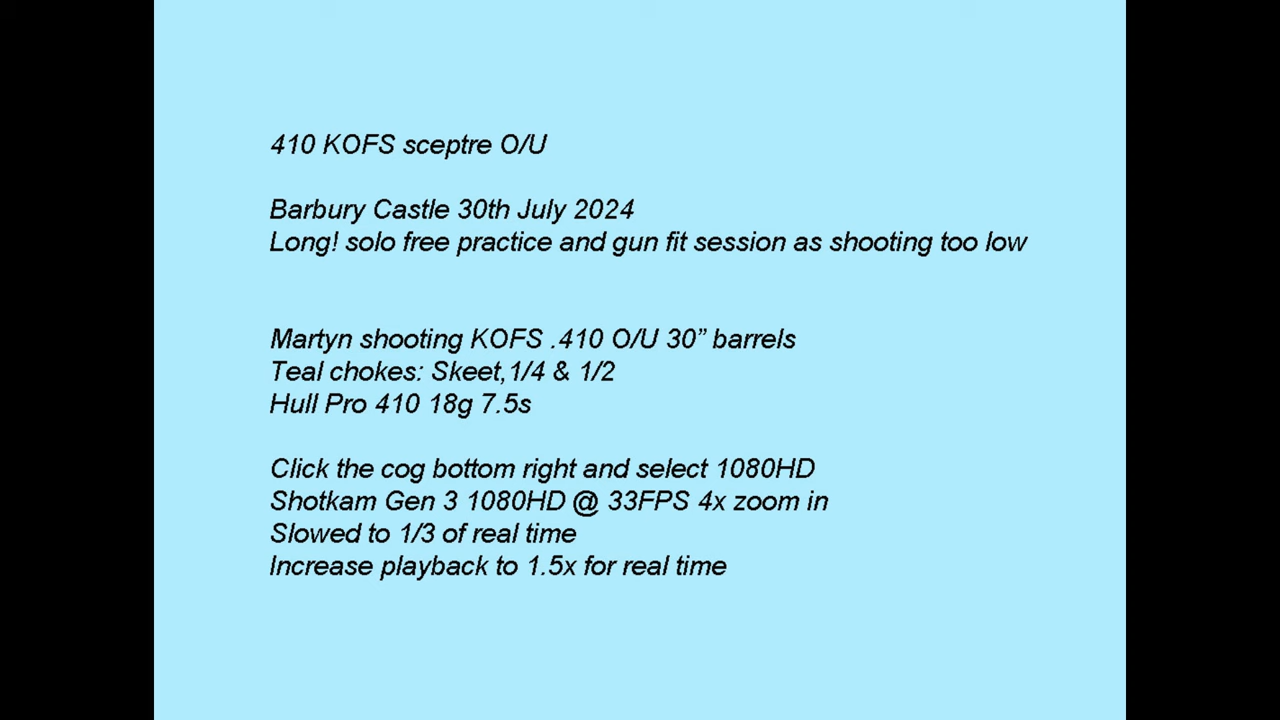 410 KOFS sceptre O/U
Barbury Castle 30th July 2024
Long! solo free practice and gun fit session as shooting too low
Martyn shooting KOFS .410 O/U 30” barrels
Teal chokes: Skeet,1/4 & 1/2
Hull Pro 410 18g 7.5s
Click the cog bottom right and select 1080HD
Shotkam Gen 3 1080HD @ 33FPS 4x zoom in
Slowed to 1/3 of real time
Increase playback to 1.5x for real time